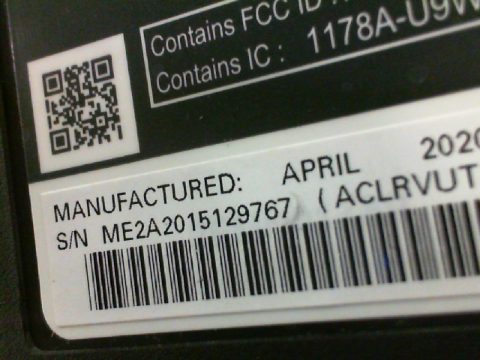 Contains FCC ID
Contains IC : 1178A-U9W
MANUFACTURED: APRIL 2020
S/N ME2A2015129767 (ACLRVUT